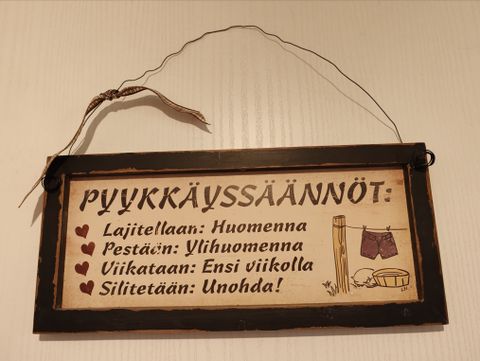 PYYKKÄYSSÄÄNNÖT:
Lajitellaan: Huomenna
Pestään: Ylihuomenna
Viikataan: Ensi viikolla
Silitetään: Unohda!